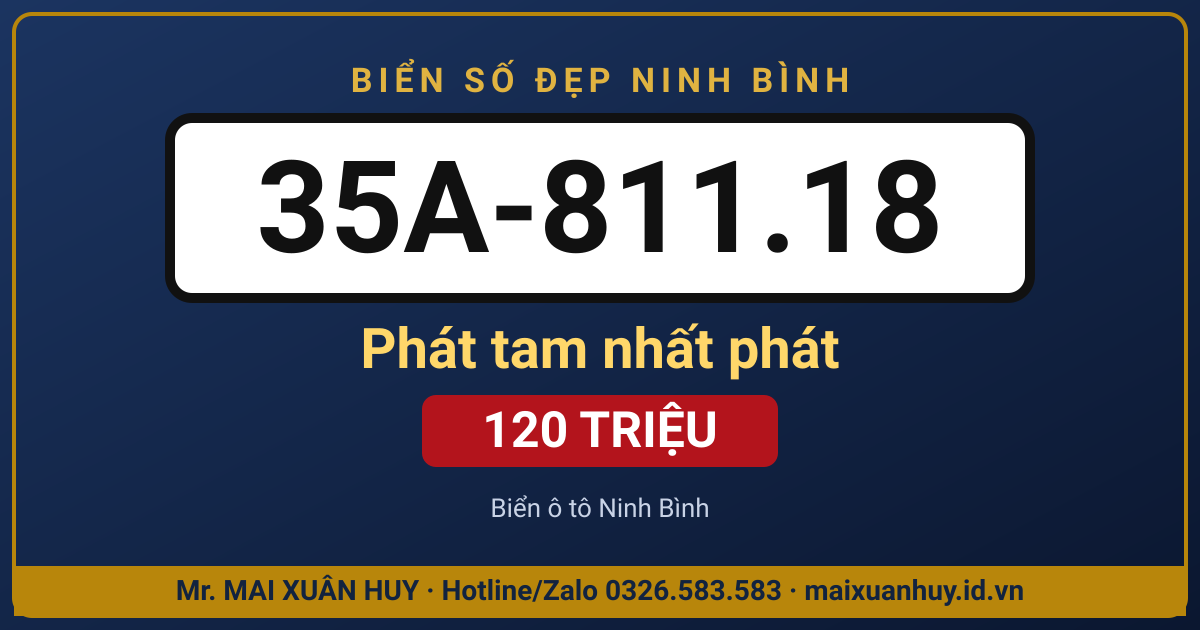 BIỂN SỐ ĐẸP NINH BÌNH
35A-811.18
Phát tam nhất phát
120 TRIỆU
Biển ô tô Ninh Bình
Mr. MAI XUÂN HUY · Hotline/Zalo 0326.583.583 · maixuanhuy.id.vn